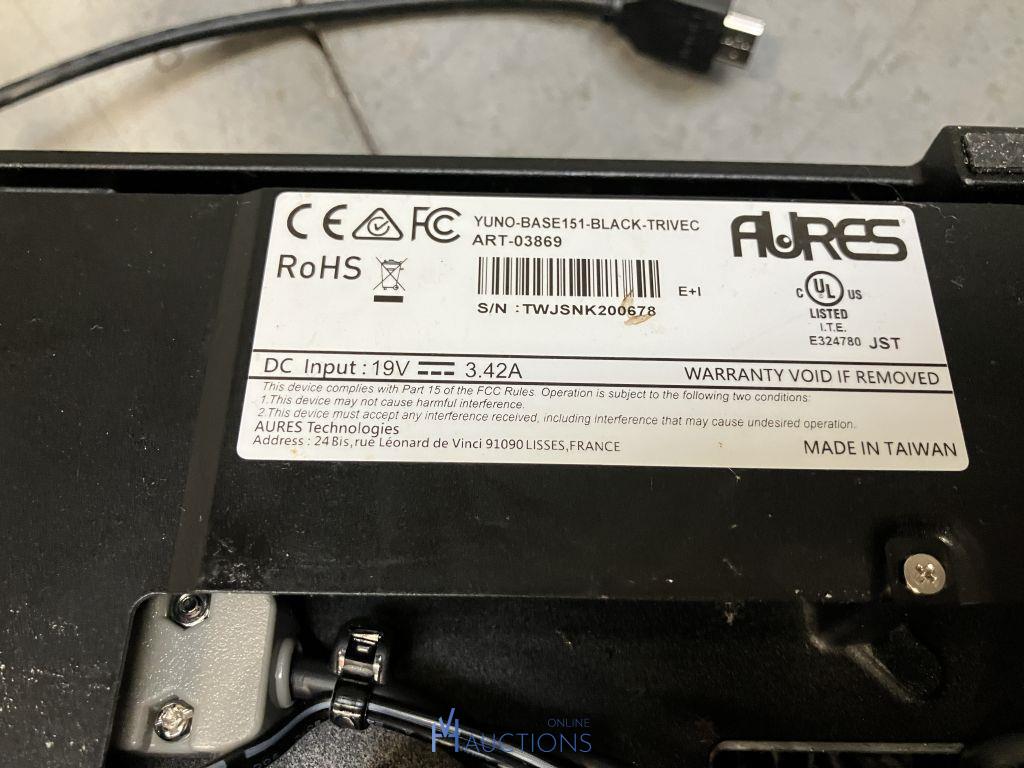 CE FC YUNO-BASE151-BLACK-TRIVEC
ART-03869
AURES
RoHS
E+I
S/N : TWJSNK200678
C UL US
LISTED
I.T.E.
E324780 JST
DC Input : 19V 3.42A
WARRANTY VOID IF REMOVED
This device complies with Part 15 of the FCC Rules. Operation is subject to the following two conditions:
1.This device may not cause harmful interference.
2.This device must accept any interference received, including interference that may cause undesired operation.
AURES Technologies
Address : 24Bis,rue Léonard de Vinci 91090 LISSES,FRANCE
MADE IN TAIWAN
ONLINE
AUCTIONS